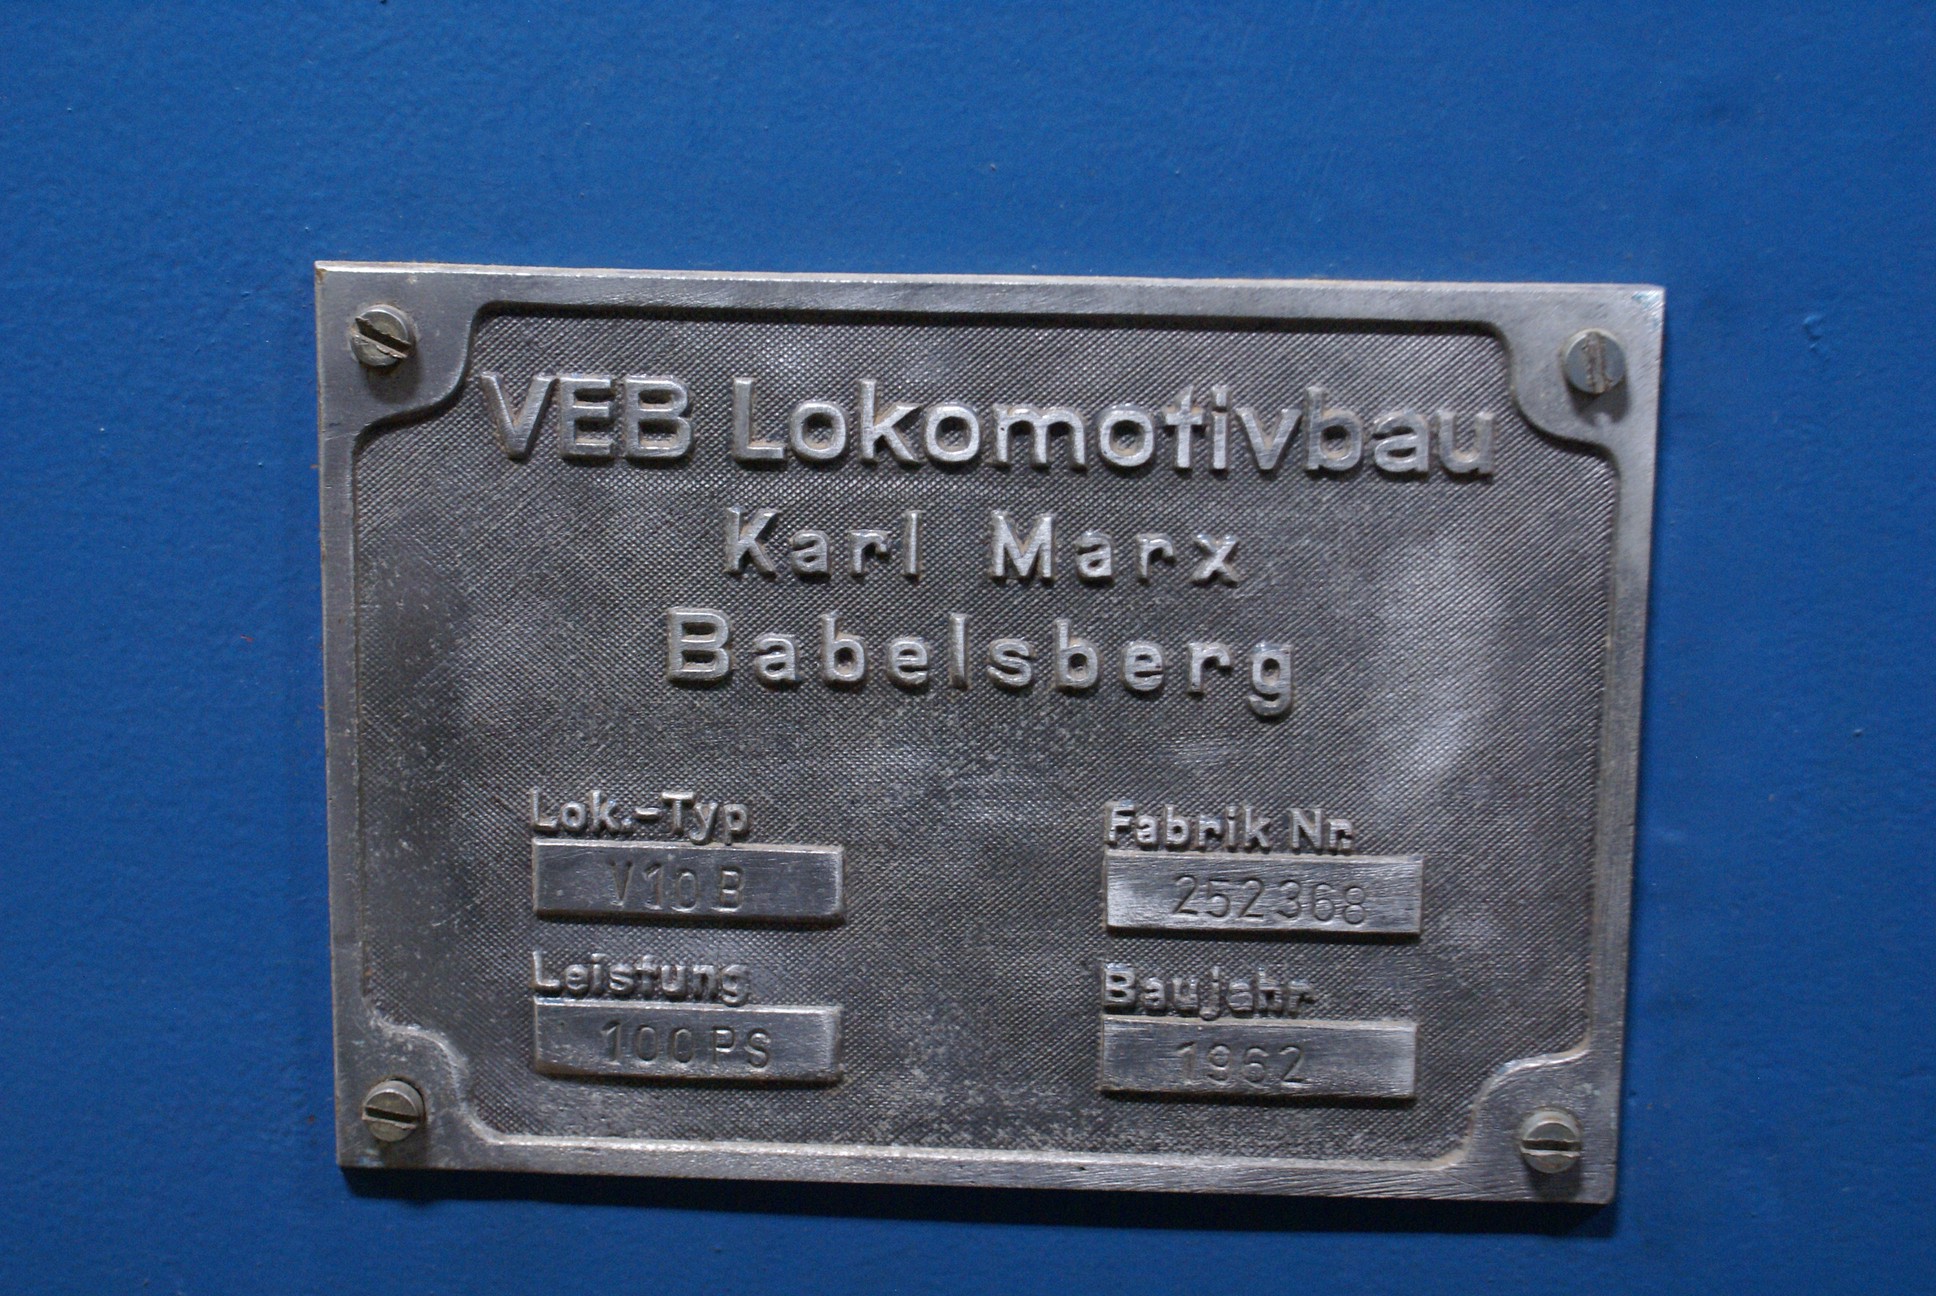 VEB Lokomotivbau
Karl Marx
Babelsberg
Lok.-Typ
V10B
Fabrik Nr.
252368
Leistung
100PS
Baujahr
1962